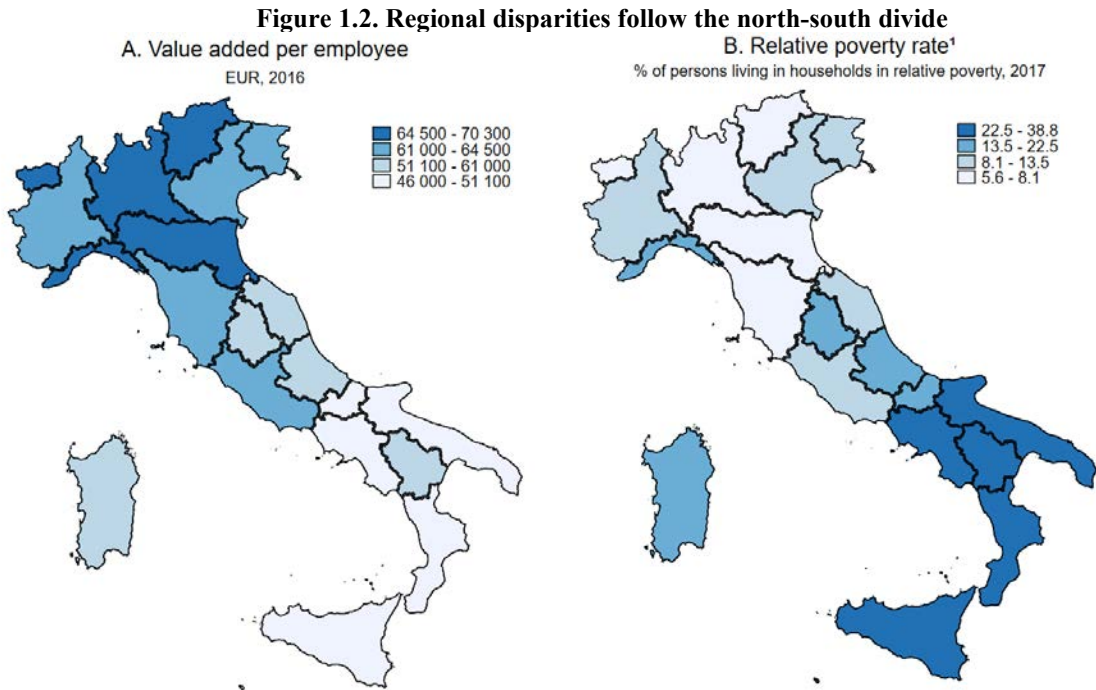 Figure 1.2. Regional disparities follow the north-south divide
A. Value added per employee
EUR, 2016
64 500 - 70 300
61 000 - 64 500
51 100 - 61 000
46 000 - 51 100
B. Relative poverty rate¹
% of persons living in households in relative poverty, 2017
22.5 - 38.8
13.5 - 22.5
8.1 - 13.5
5.6 - 8.1